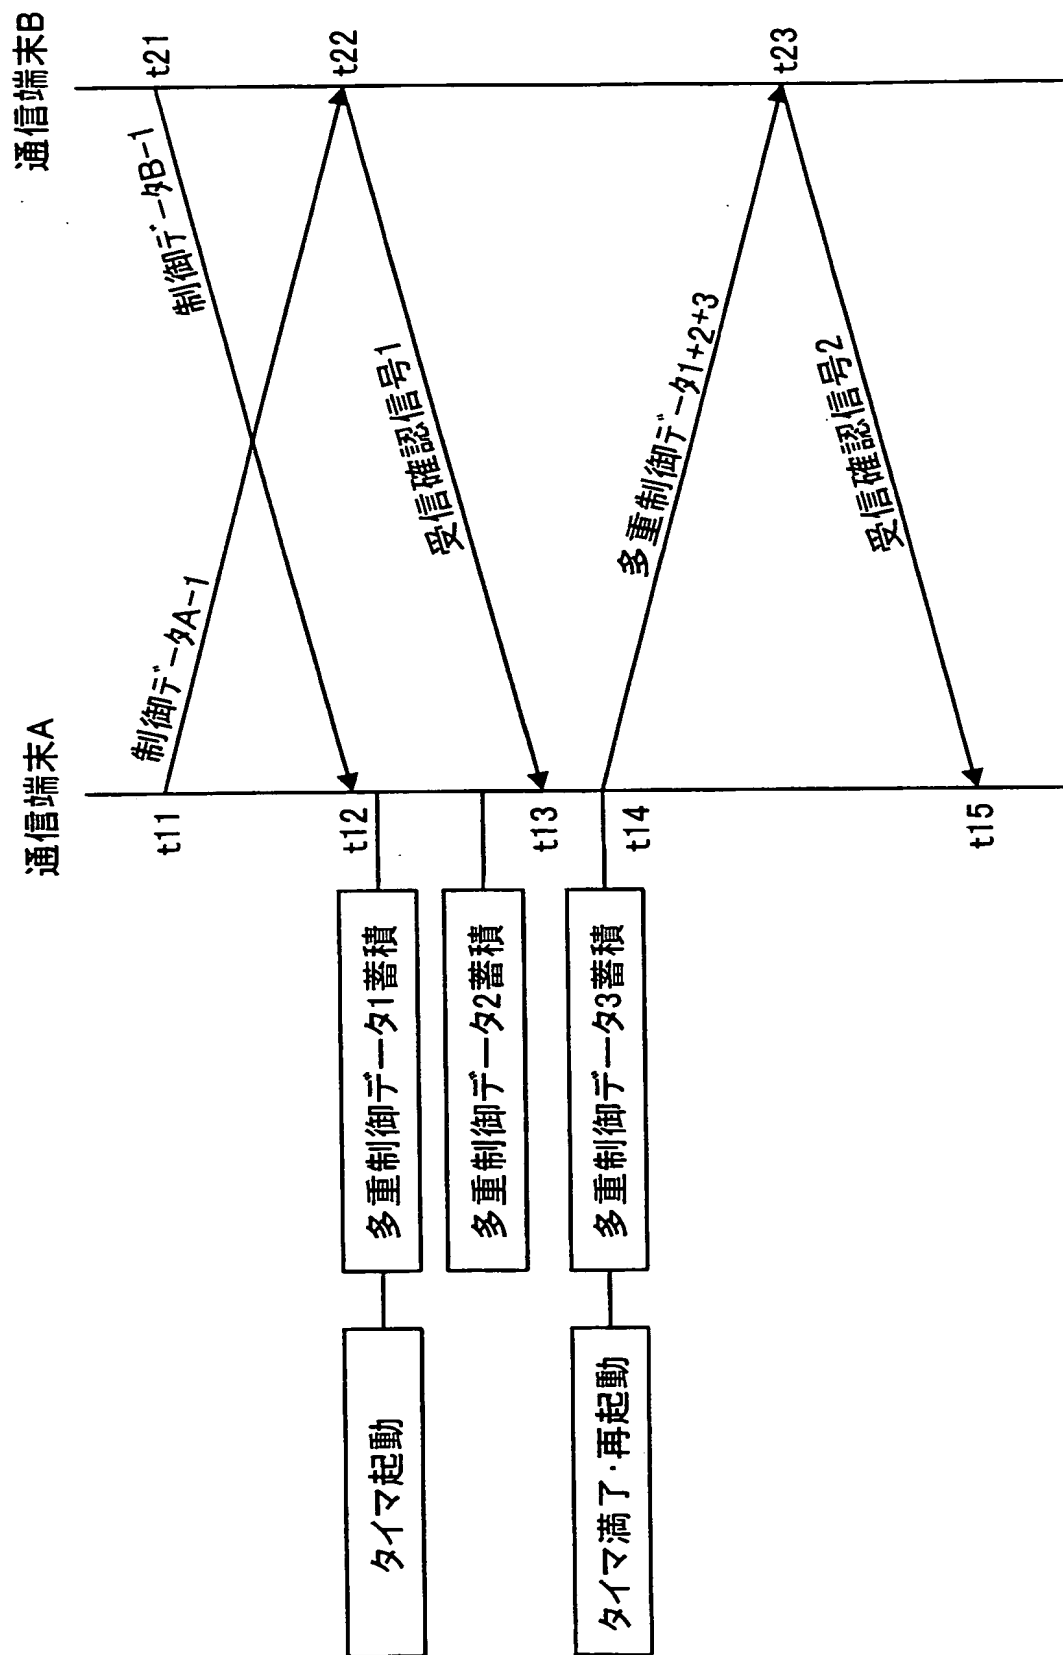 通信端末A
通信端末B
t11
t21
制御データA-1
制御データB-1
t12
t22
タイマ起動
多重制御データ1蓄積
多重制御データ2蓄積
受信確認信号1
t13
タイマ満了・再起動
多重制御データ3蓄積
t14
多重制御データ1+2+3
t23
受信確認信号2
t15